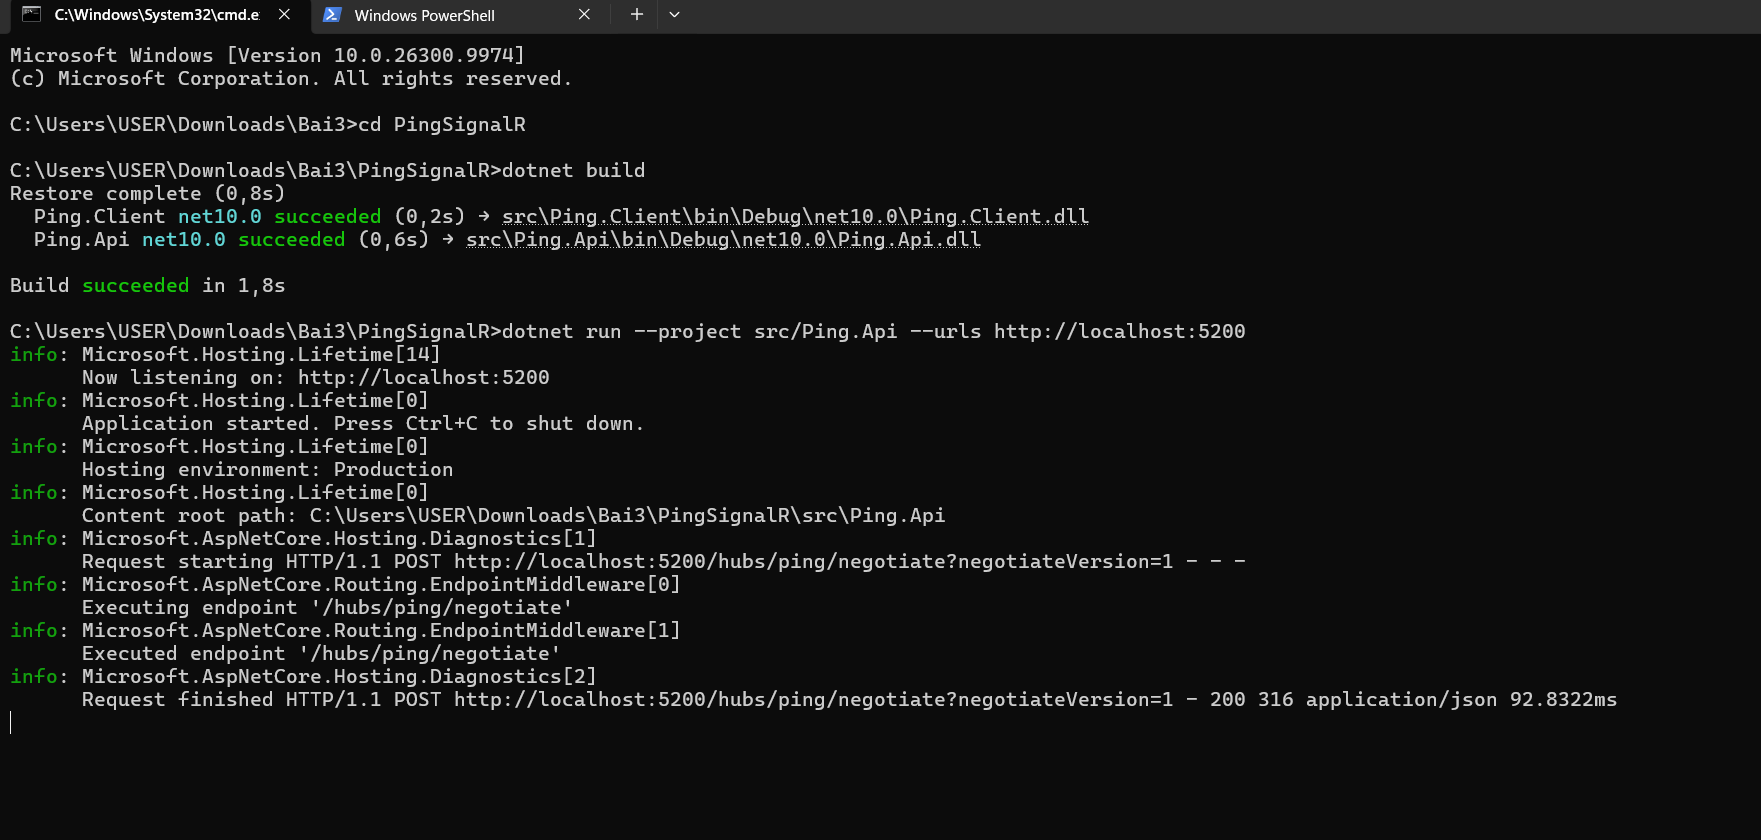 C:\Windows\System32\cmd.e
Windows PowerShell
Microsoft Windows [Version 10.0.26300.9974]
(c) Microsoft Corporation. All rights reserved.
C:\Users\USER\Downloads\Bai3>cd PingSignalR
C:\Users\USER\Downloads\Bai3\PingSignalR>dotnet build
Restore complete (0,8s)
  Ping.Client net10.0 succeeded (0,2s) → src\Ping.Client\bin\Debug\net10.0\Ping.Client.dll
  Ping.Api net10.0 succeeded (0,6s) → src\Ping.Api\bin\Debug\net10.0\Ping.Api.dll
Build succeeded in 1,8s
C:\Users\USER\Downloads\Bai3\PingSignalR>dotnet run --project src/Ping.Api --urls http://localhost:5200
info: Microsoft.Hosting.Lifetime[14]
      Now listening on: http://localhost:5200
info: Microsoft.Hosting.Lifetime[0]
      Application started. Press Ctrl+C to shut down.
info: Microsoft.Hosting.Lifetime[0]
      Hosting environment: Production
info: Microsoft.Hosting.Lifetime[0]
      Content root path: C:\Users\USER\Downloads\Bai3\PingSignalR\src\Ping.Api
info: Microsoft.AspNetCore.Hosting.Diagnostics[1]
      Request starting HTTP/1.1 POST http://localhost:5200/hubs/ping/negotiate?negotiateVersion=1 - - -
info: Microsoft.AspNetCore.Routing.EndpointMiddleware[0]
      Executing endpoint '/hubs/ping/negotiate'
info: Microsoft.AspNetCore.Routing.EndpointMiddleware[1]
      Executed endpoint '/hubs/ping/negotiate'
info: Microsoft.AspNetCore.Hosting.Diagnostics[2]
      Request finished HTTP/1.1 POST http://localhost:5200/hubs/ping/negotiate?negotiateVersion=1 - 200 316 application/json 92.8322ms